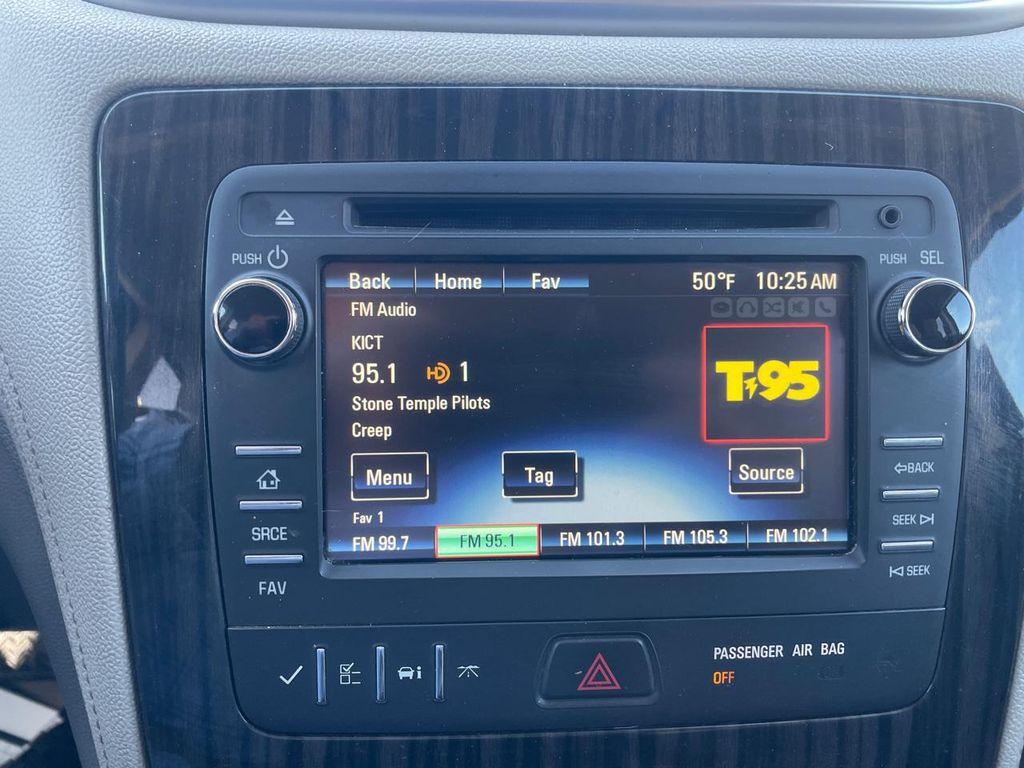 PUSH
PUSH SEL
Back Home Fav 50°F 10:25 AM
FM Audio
KICT
95.1 HD 1
T95
Stone Temple Pilots
Creep
Menu Tag Source
Fav 1
FM 99.7 FM 95.1 FM 101.3 FM 105.3 FM 102.1
SRCE
FAV
BACK
SEEK
SEEK
PASSENGER AIR BAG
OFF